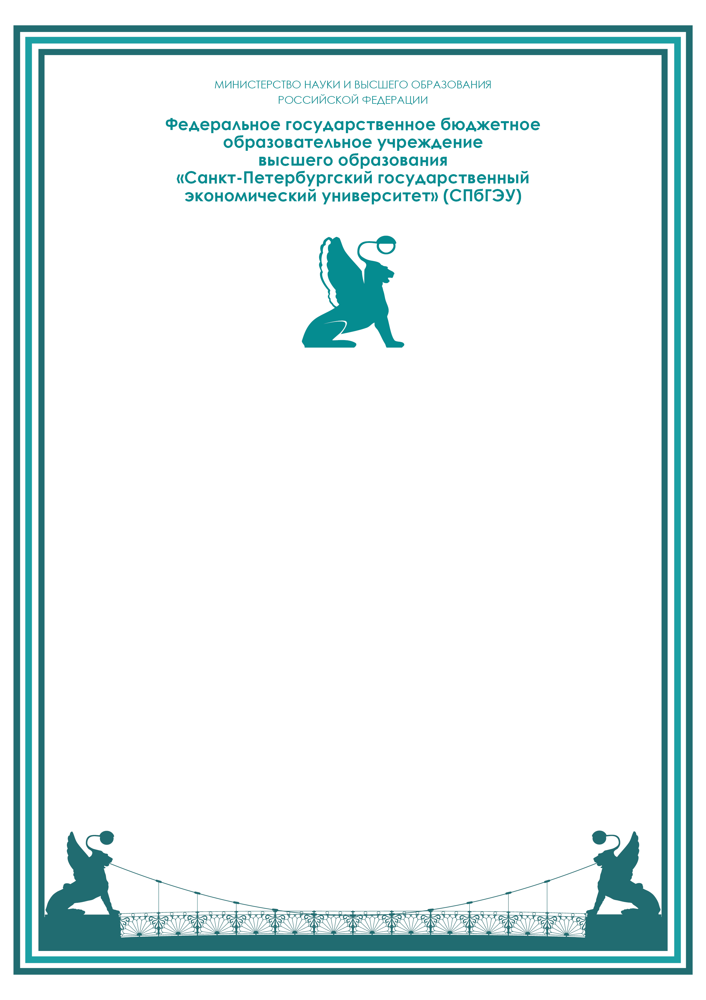 МИНИСТЕРСТВО НАУКИ И ВЫСШЕГО ОБРАЗОВАНИЯ
РОССИЙСКОЙ ФЕДЕРАЦИИ
Федеральное государственное бюджетное
образовательное учреждение
высшего образования
«Санкт-Петербургский государственный
экономический университет» (СПбГЭУ)